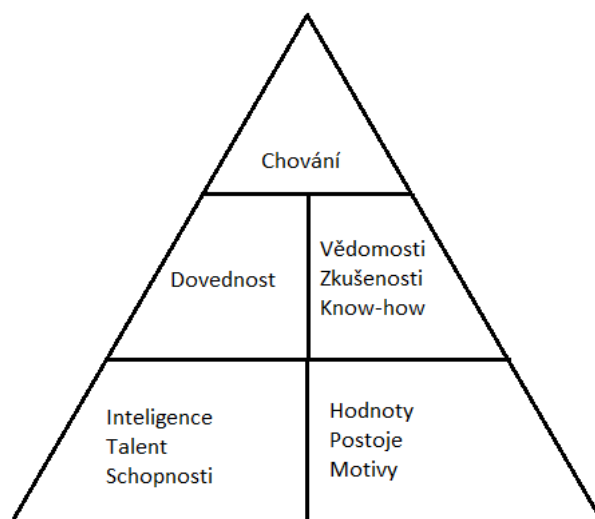 Chování
Dovednost
Vědomosti
Zkušenosti
Know-how
Inteligence
Talent
Schopnosti
Hodnoty
Postoje
Motivy